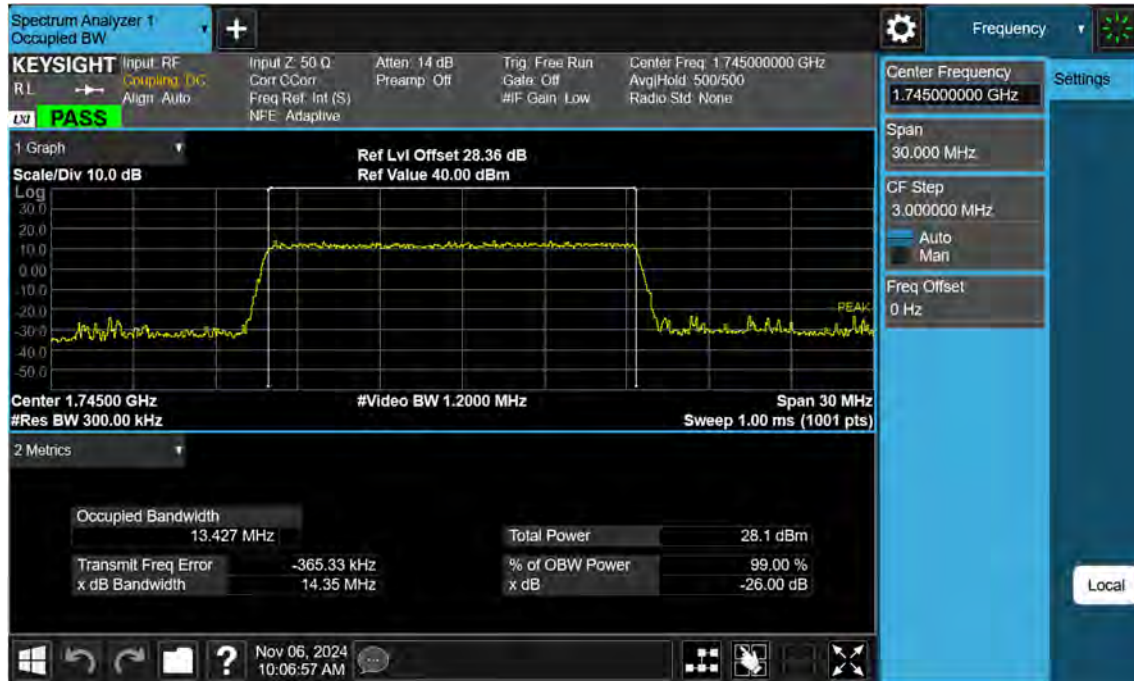 Spectrum Analyzer 1
Occupied BW
+
Frequency
KEYSIGHT
Input: RF
Input Z: 50 Ω
Atten: 14 dB
Trig: Free Run
Center Freq: 1.745000000 GHz
RL
Coupling: DC
Corr CCorr
Preamp: Off
Gate: Off
Avg|Hold: 500/500
Align: Auto
Freq Ref: Int (S)
#IF Gain: Low
Radio Std: None
LXI
PASS
NFE: Adaptive
1 Graph
Ref Lvl Offset 28.36 dB
Scale/Div 10.0 dB
Ref Value 40.00 dBm
Log
30.0
20.0
10.0
0.00
-10.0
-20.0
-30.0
-40.0
-50.0
PEAK
Center 1.74500 GHz
#Video BW 1.2000 MHz
Span 30 MHz
#Res BW 300.00 kHz
Sweep 1.00 ms (1001 pts)
2 Metrics
Occupied Bandwidth
13.427 MHz
Total Power
28.1 dBm
Transmit Freq Error
-365.33 kHz
% of OBW Power
99.00 %
x dB Bandwidth
14.35 MHz
x dB
-26.00 dB
Center Frequency
1.745000000 GHz
Settings
Span
30.000 MHz
CF Step
3.000000 MHz
Auto
Man
Freq Offset
0 Hz
Local
?
Nov 06, 2024
10:06:57 AM